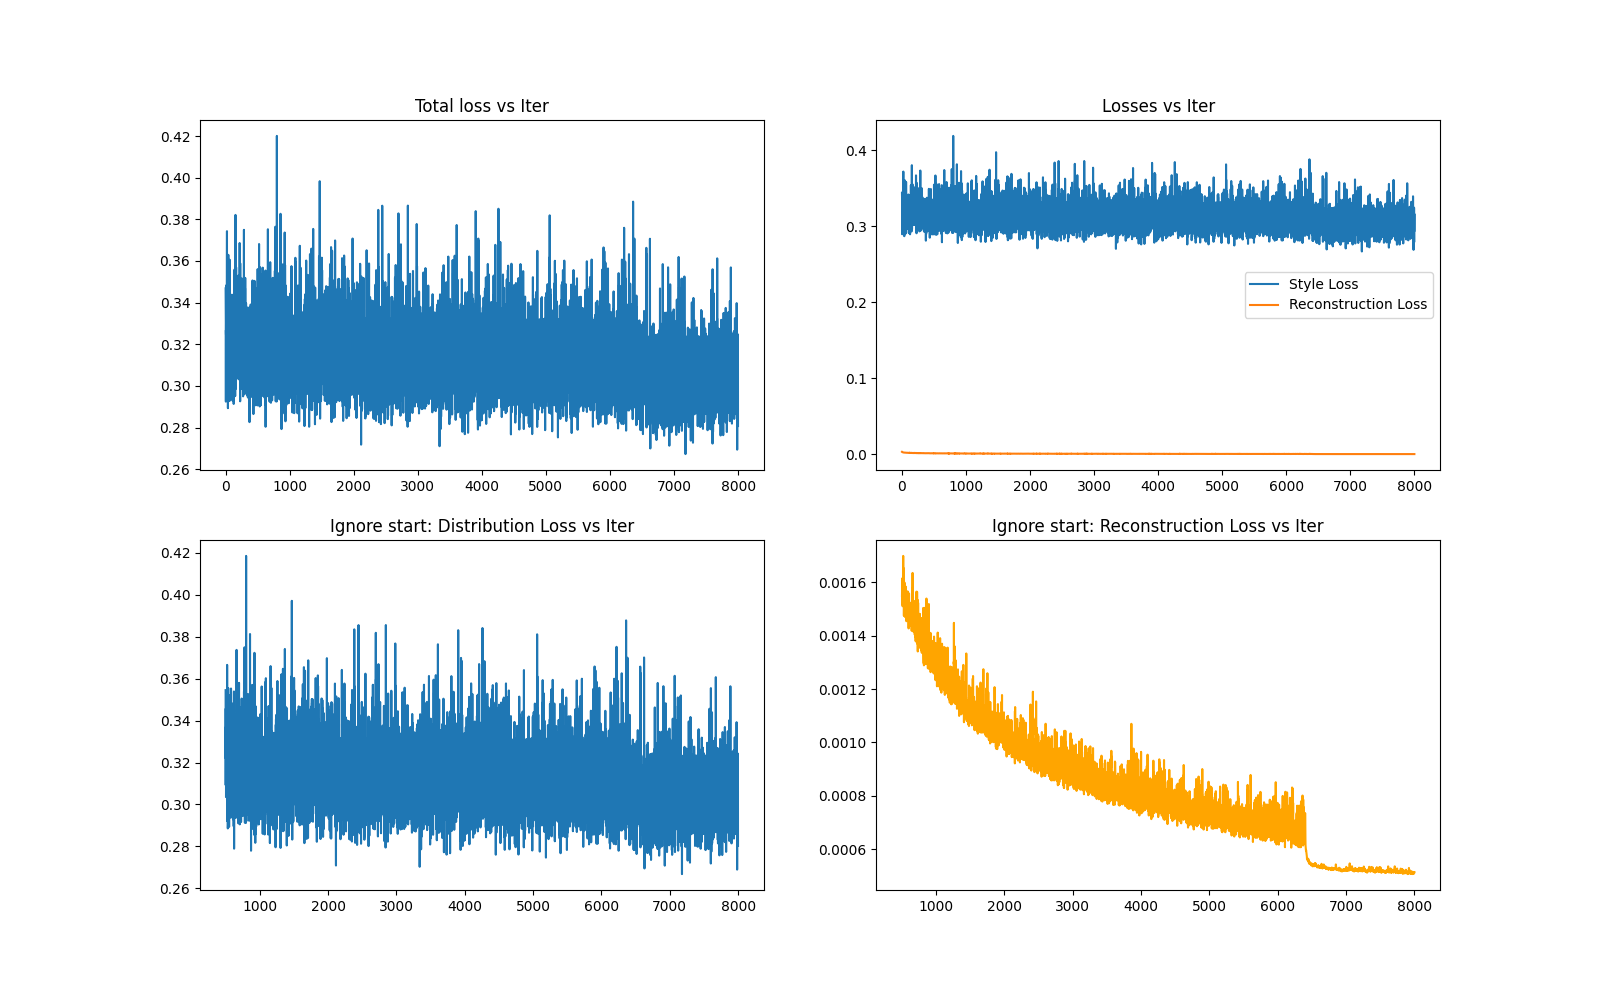 Total loss vs Iter
0.42
0.40
0.38
0.36
0.34
0.32
0.30
0.28
0.26
0 1000 2000 3000 4000 5000 6000 7000 8000
Losses vs Iter
0.4
0.3
0.2
0.1
0.0
Style Loss
Reconstruction Loss
0 1000 2000 3000 4000 5000 6000 7000 8000
Ignore start: Distribution Loss vs Iter
0.42
0.40
0.38
0.36
0.34
0.32
0.30
0.28
0.26
1000 2000 3000 4000 5000 6000 7000 8000
Ignore start: Reconstruction Loss vs Iter
0.0016
0.0014
0.0012
0.0010
0.0008
0.0006
1000 2000 3000 4000 5000 6000 7000 8000